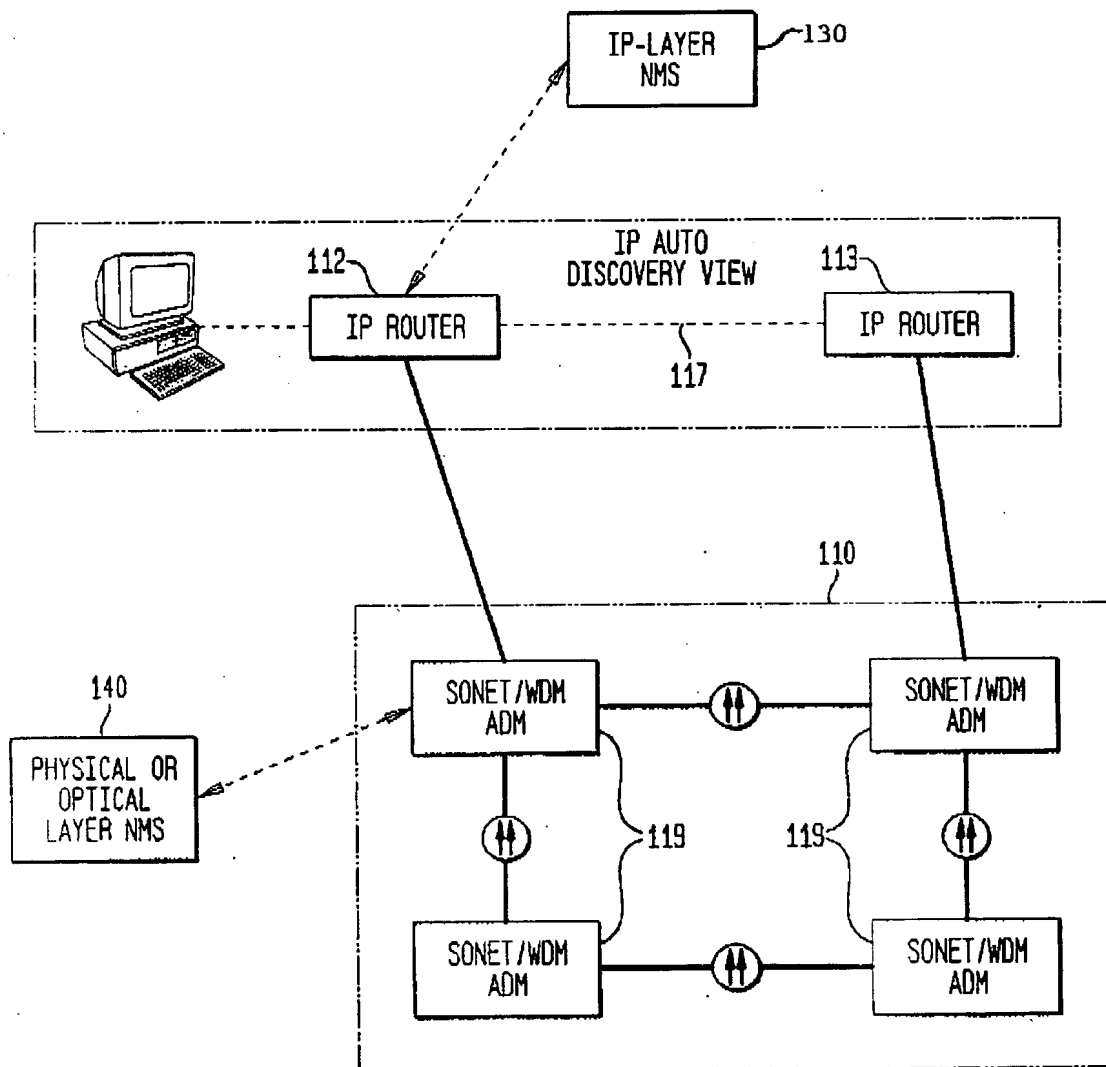 IP-LAYER
NMS
130
IP AUTO
DISCOVERY VIEW
112
IP ROUTER
113
IP ROUTER
117
110
SONET/WDM
ADM
SONET/WDM
ADM
140
PHYSICAL OR
OPTICAL
LAYER NMS
119
119
SONET/WDM
ADM
SONET/WDM
ADM